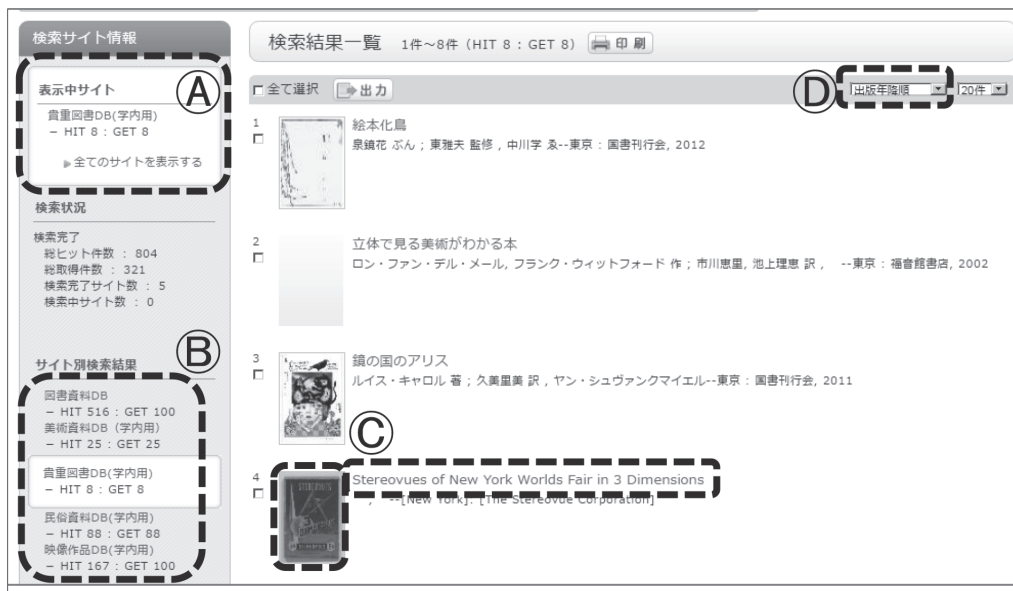 検索サイト情報
Ⓐ
表示中サイト
貴重図書DB(学内用)
− HIT 8 : GET 8
▶全てのサイトを表示する
検索状況
検索完了
総ヒット件数 : 804
総取得件数 : 321
検索完了サイト数 : 5
検索中サイト数 : 0
Ⓑ
サイト別検索結果
図書資料DB
− HIT 516 : GET 100
美術資料DB (学内用)
− HIT 25 : GET 25
貴重図書DB(学内用)
− HIT 8 : GET 8
民俗資料DB(学内用)
− HIT 88 : GET 88
映像作品DB(学内用)
− HIT 167 : GET 100
検索結果一覧 1件～8件 (HIT 8 : GET 8) 印刷
全て選択 出力 Ⓓ 出版年降順 20件
1
絵本化鳥
泉鏡花 ぶん ; 東雅夫 監修 , 中川学 ゑ--東京 : 国書刊行会, 2012
2
立体で見る美術がわかる本
ロン・ファン・デル・メール, フランク・ウィットフォード 作 ; 市川恵里, 池上理恵 訳 , --東京 : 福音館書店, 2002
3
鏡の国のアリス
ルイス・キャロル 著 ; 久美里美 訳 , ヤン・シュヴァンクマイエル--東京 : 国書刊行会, 2011
Ⓒ
4
Stereovues of New York Worlds Fair in 3 Dimensions
, --[New York]: [The Stereovue Corporation]